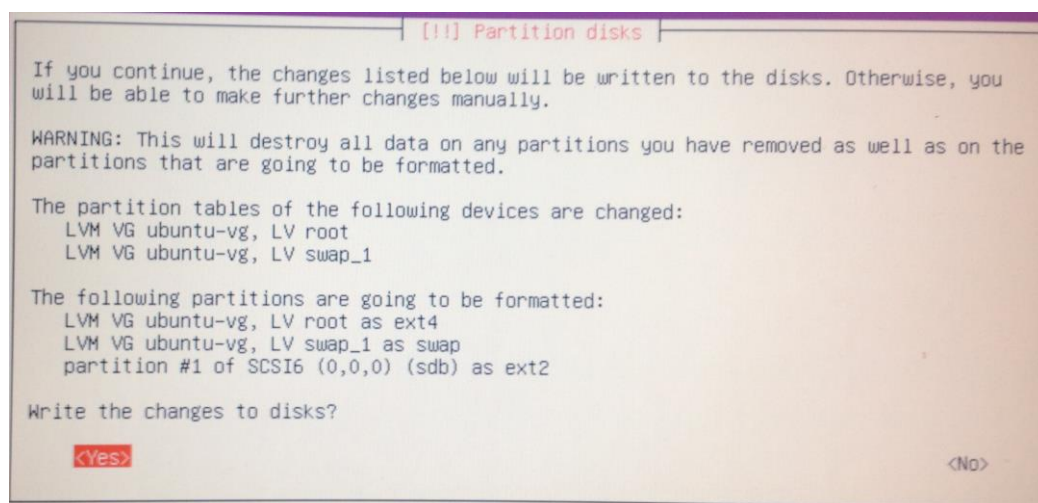 [!!] Partition disks
If you continue, the changes listed below will be written to the disks. Otherwise, you
will be able to make further changes manually.
WARNING: This will destroy all data on any partitions you have removed as well as on the
partitions that are going to be formatted.
The partition tables of the following devices are changed:
LVM VG ubuntu-vg, LV root
LVM VG ubuntu-vg, LV swap_1
The following partitions are going to be formatted:
LVM VG ubuntu-vg, LV root as ext4
LVM VG ubuntu-vg, LV swap_1 as swap
partition #1 of SCSI6 (0,0,0) (sdb) as ext2
Write the changes to disks?
<Yes> <No>